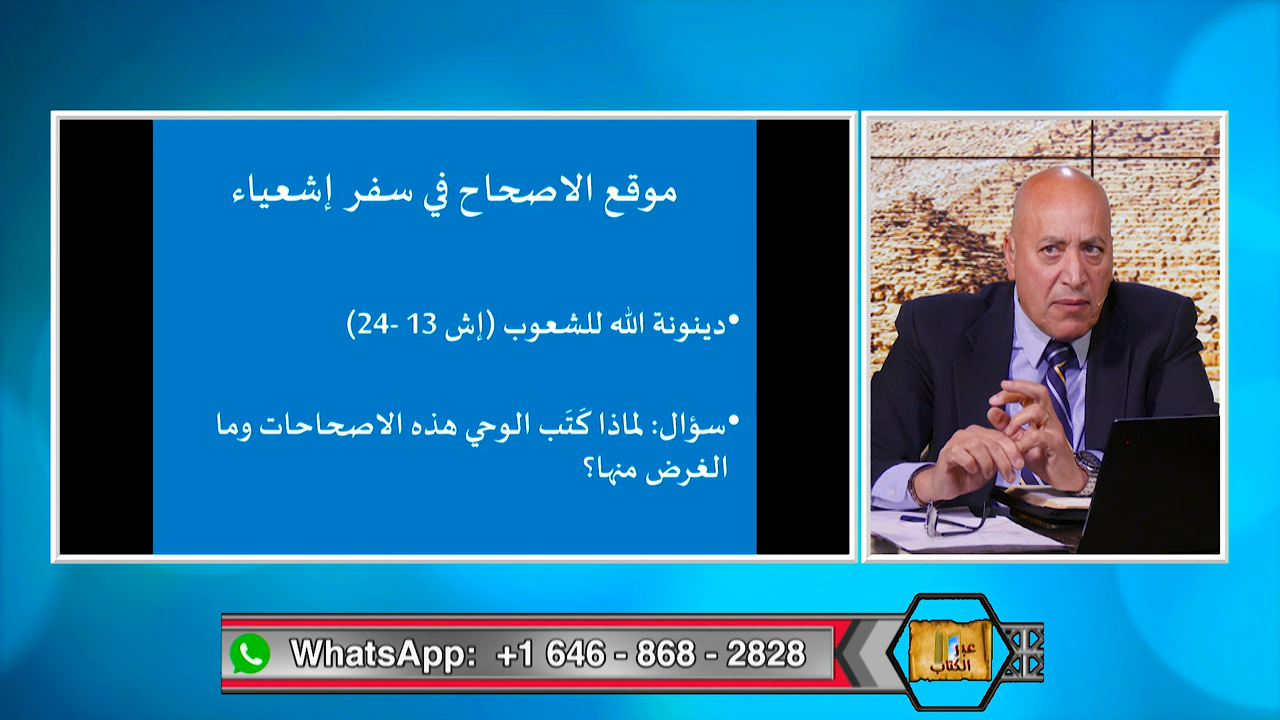 موقع الاصحاح في سفر إشعياء
•دينونة الله للشعوب (إش 13 -24)
•سؤال: لماذا كَتَب الوحي هذه الاصحاحات وما
الغرض منها؟
WhatsApp: +1 646 - 868 - 2828
عبر
الكتاب